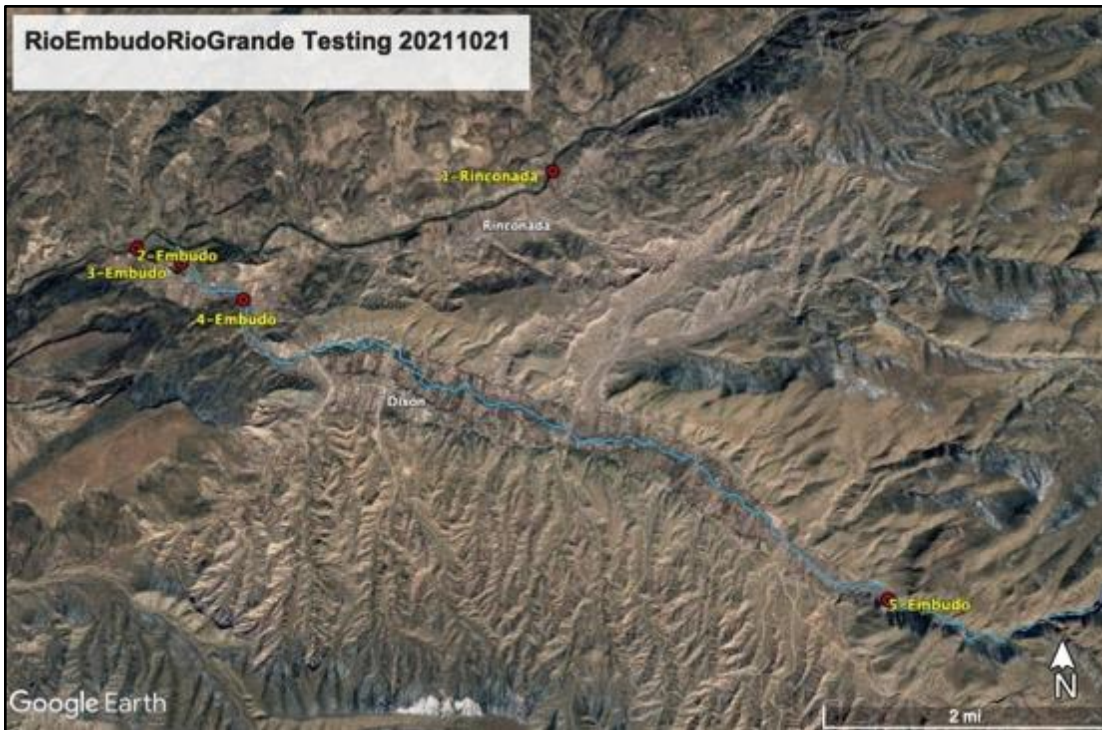 RioEmbudoRioGrande Testing 20211021
1-Rinconada
Rinconada
2-Embudo
3-Embudo
4-Embudo
Dixon
5-Embudo
N
Google Earth
2 mi